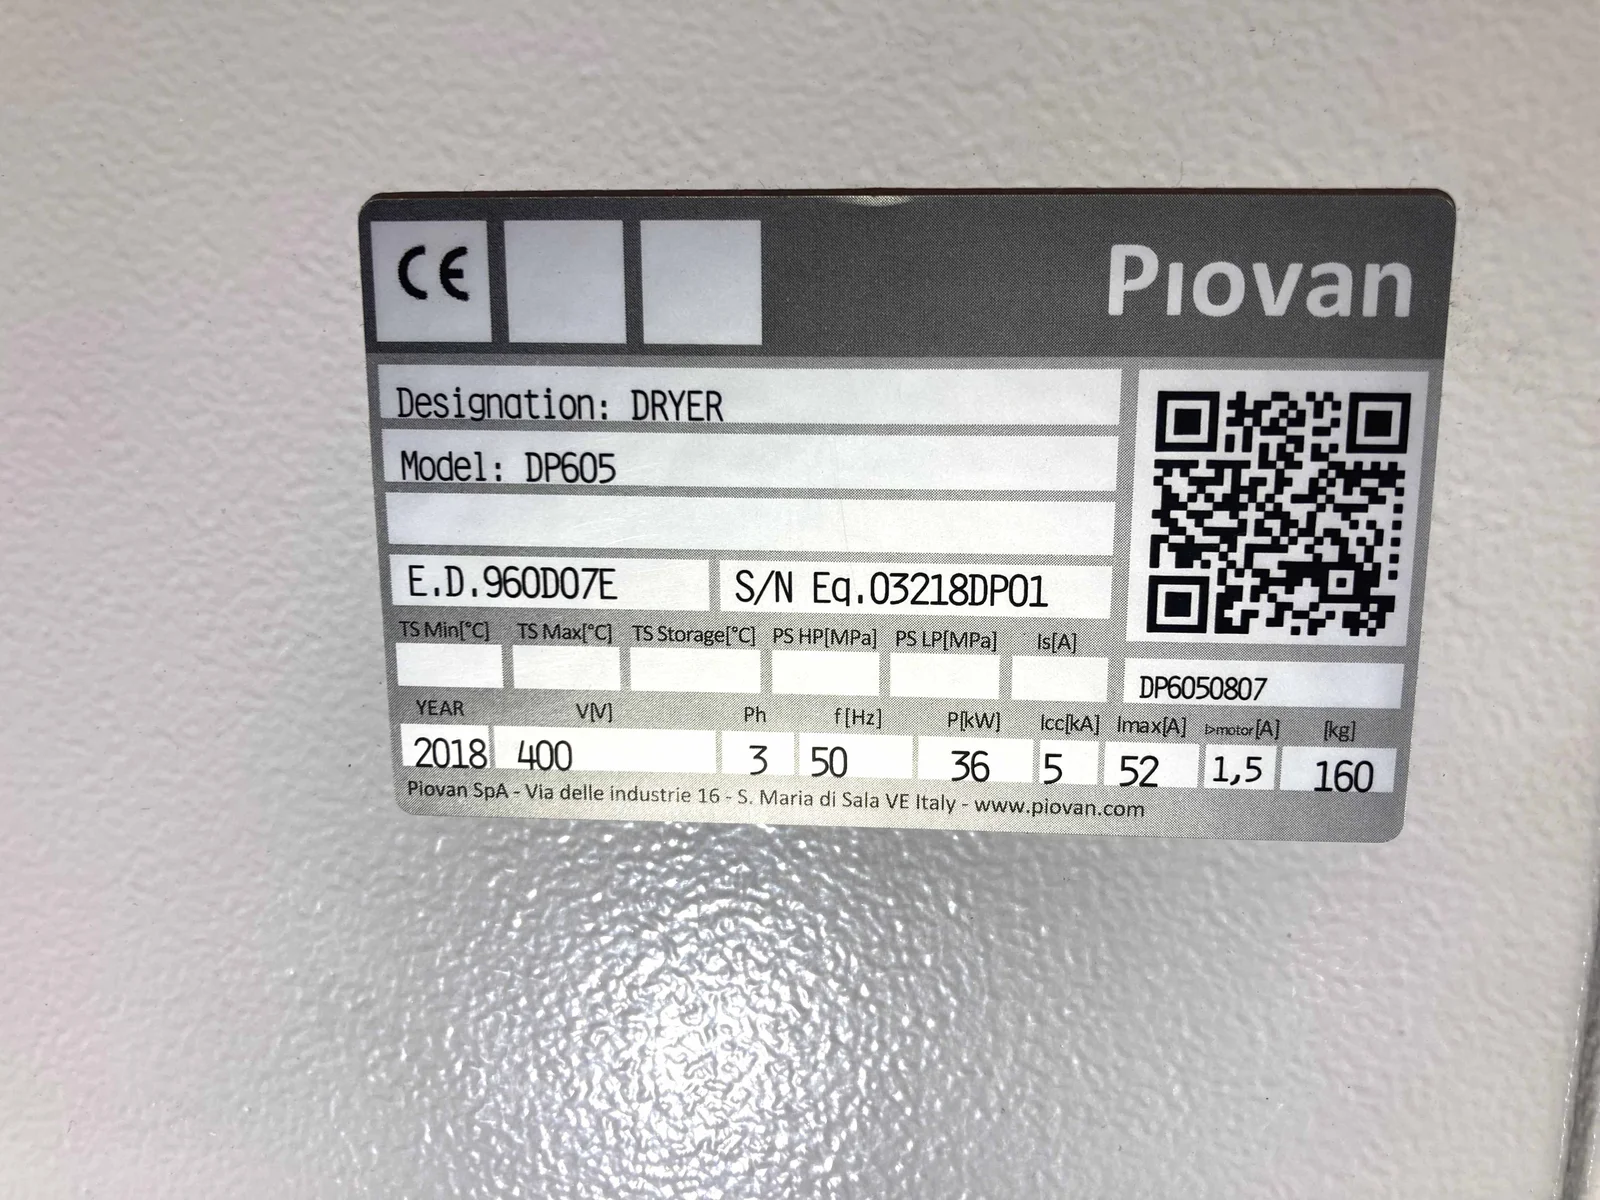 CE
Piovan
Designation: DRYER
Model: DP605
E.D.960D07E
S/N Eq.03218DP01
TS Min[°C] TS Max[°C] TS Storage[°C] PS HP[MPa] PS LP[MPa] Is[A]
DP6050807
YEAR V[V] Ph f[Hz] P[kW] Icc[kA] Imax[A] I>motor[A] [kg]
2018 400 3 50 36 5 52 1,5 160
Piovan SpA - Via delle industrie 16 - S. Maria di Sala VE Italy - www.piovan.com